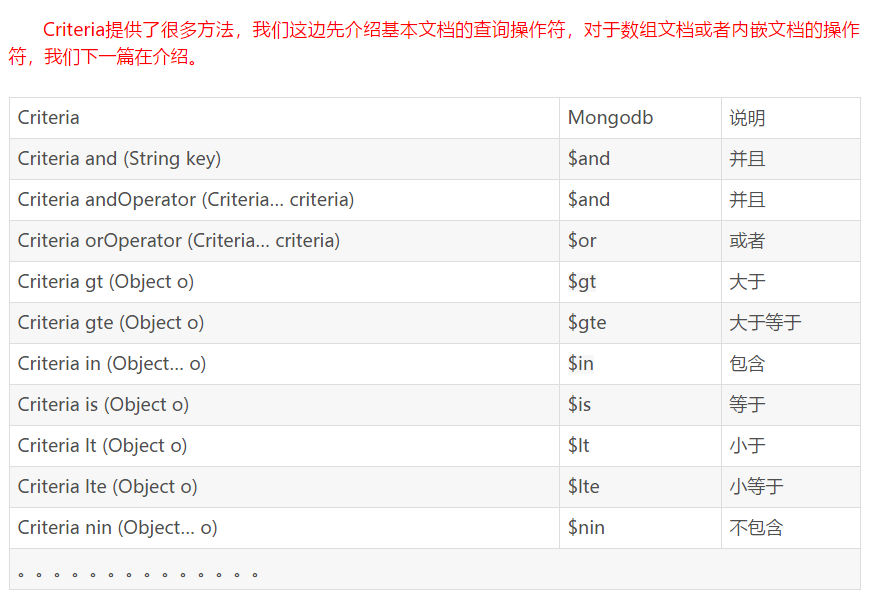 Criteria提供了很多方法，我们这边先介绍基本文档的查询操作符，对于数组文档或者内嵌文档的操作
符，我们下一篇在介绍。
Criteria Mongodb 说明
Criteria and (String key) $and 并且
Criteria andOperator (Criteria… criteria) $and 并且
Criteria orOperator (Criteria… criteria) $or 或者
Criteria gt (Object o) $gt 大于
Criteria gte (Object o) $gte 大于等于
Criteria in (Object… o) $in 包含
Criteria is (Object o) $is 等于
Criteria lt (Object o) $lt 小于
Criteria lte (Object o) $lte 小等于
Criteria nin (Object… o) $nin 不包含
。。。。。。。。。。。。。。